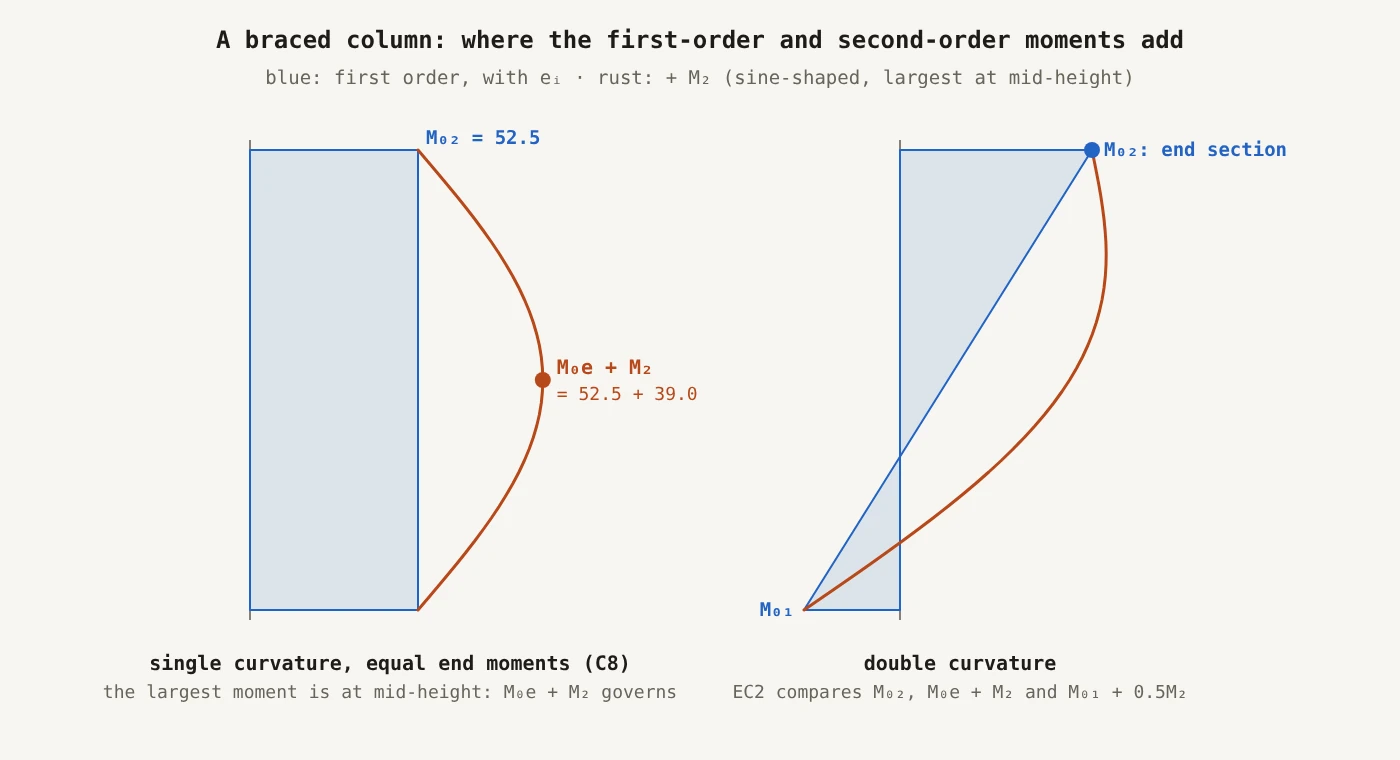 A braced column: where the first-order and second-order moments add
blue: first order, with eᵢ · rust: + M₂ (sine-shaped, largest at mid-height)
M₀₂ = 52.5
M₀₂: end section
M₀e + M₂
= 52.5 + 39.0
M₀₁
single curvature, equal end moments (C8)
the largest moment is at mid-height: M₀e + M₂ governs
double curvature
EC2 compares M₀₂, M₀e + M₂ and M₀₁ + 0.5M₂